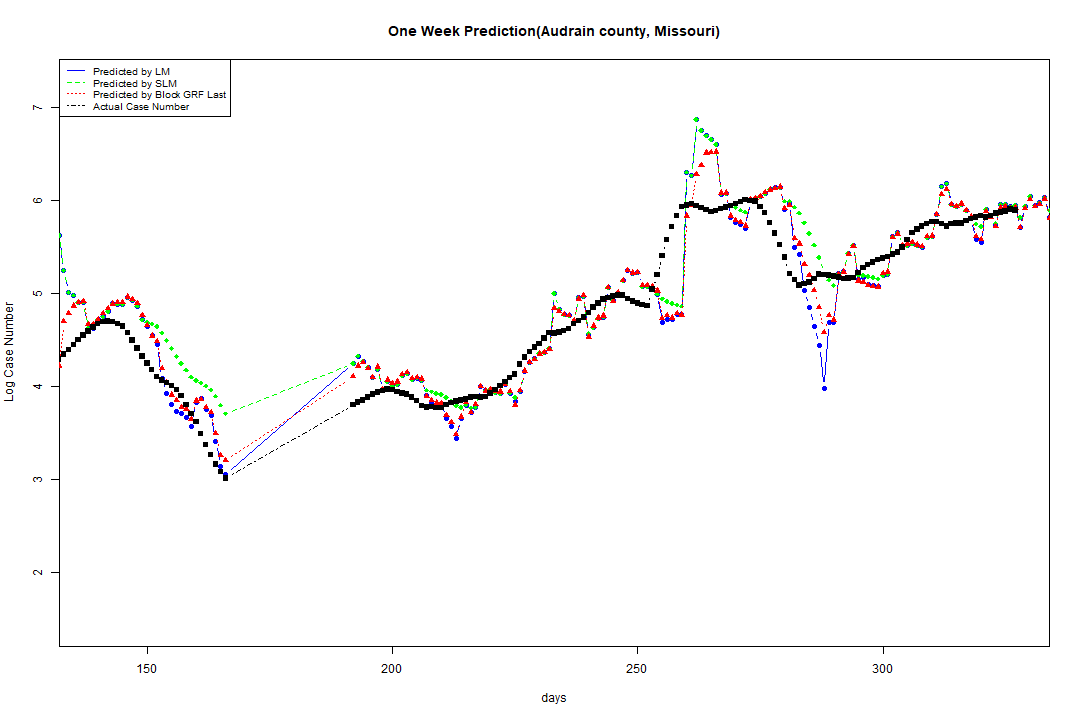 One Week Prediction(Audrain county, Missouri)
Predicted by LM
Predicted by SLM
Predicted by Block GRF Last
Actual Case Number
Log Case Number
7
6
5
4
3
2
150 200 250 300
days